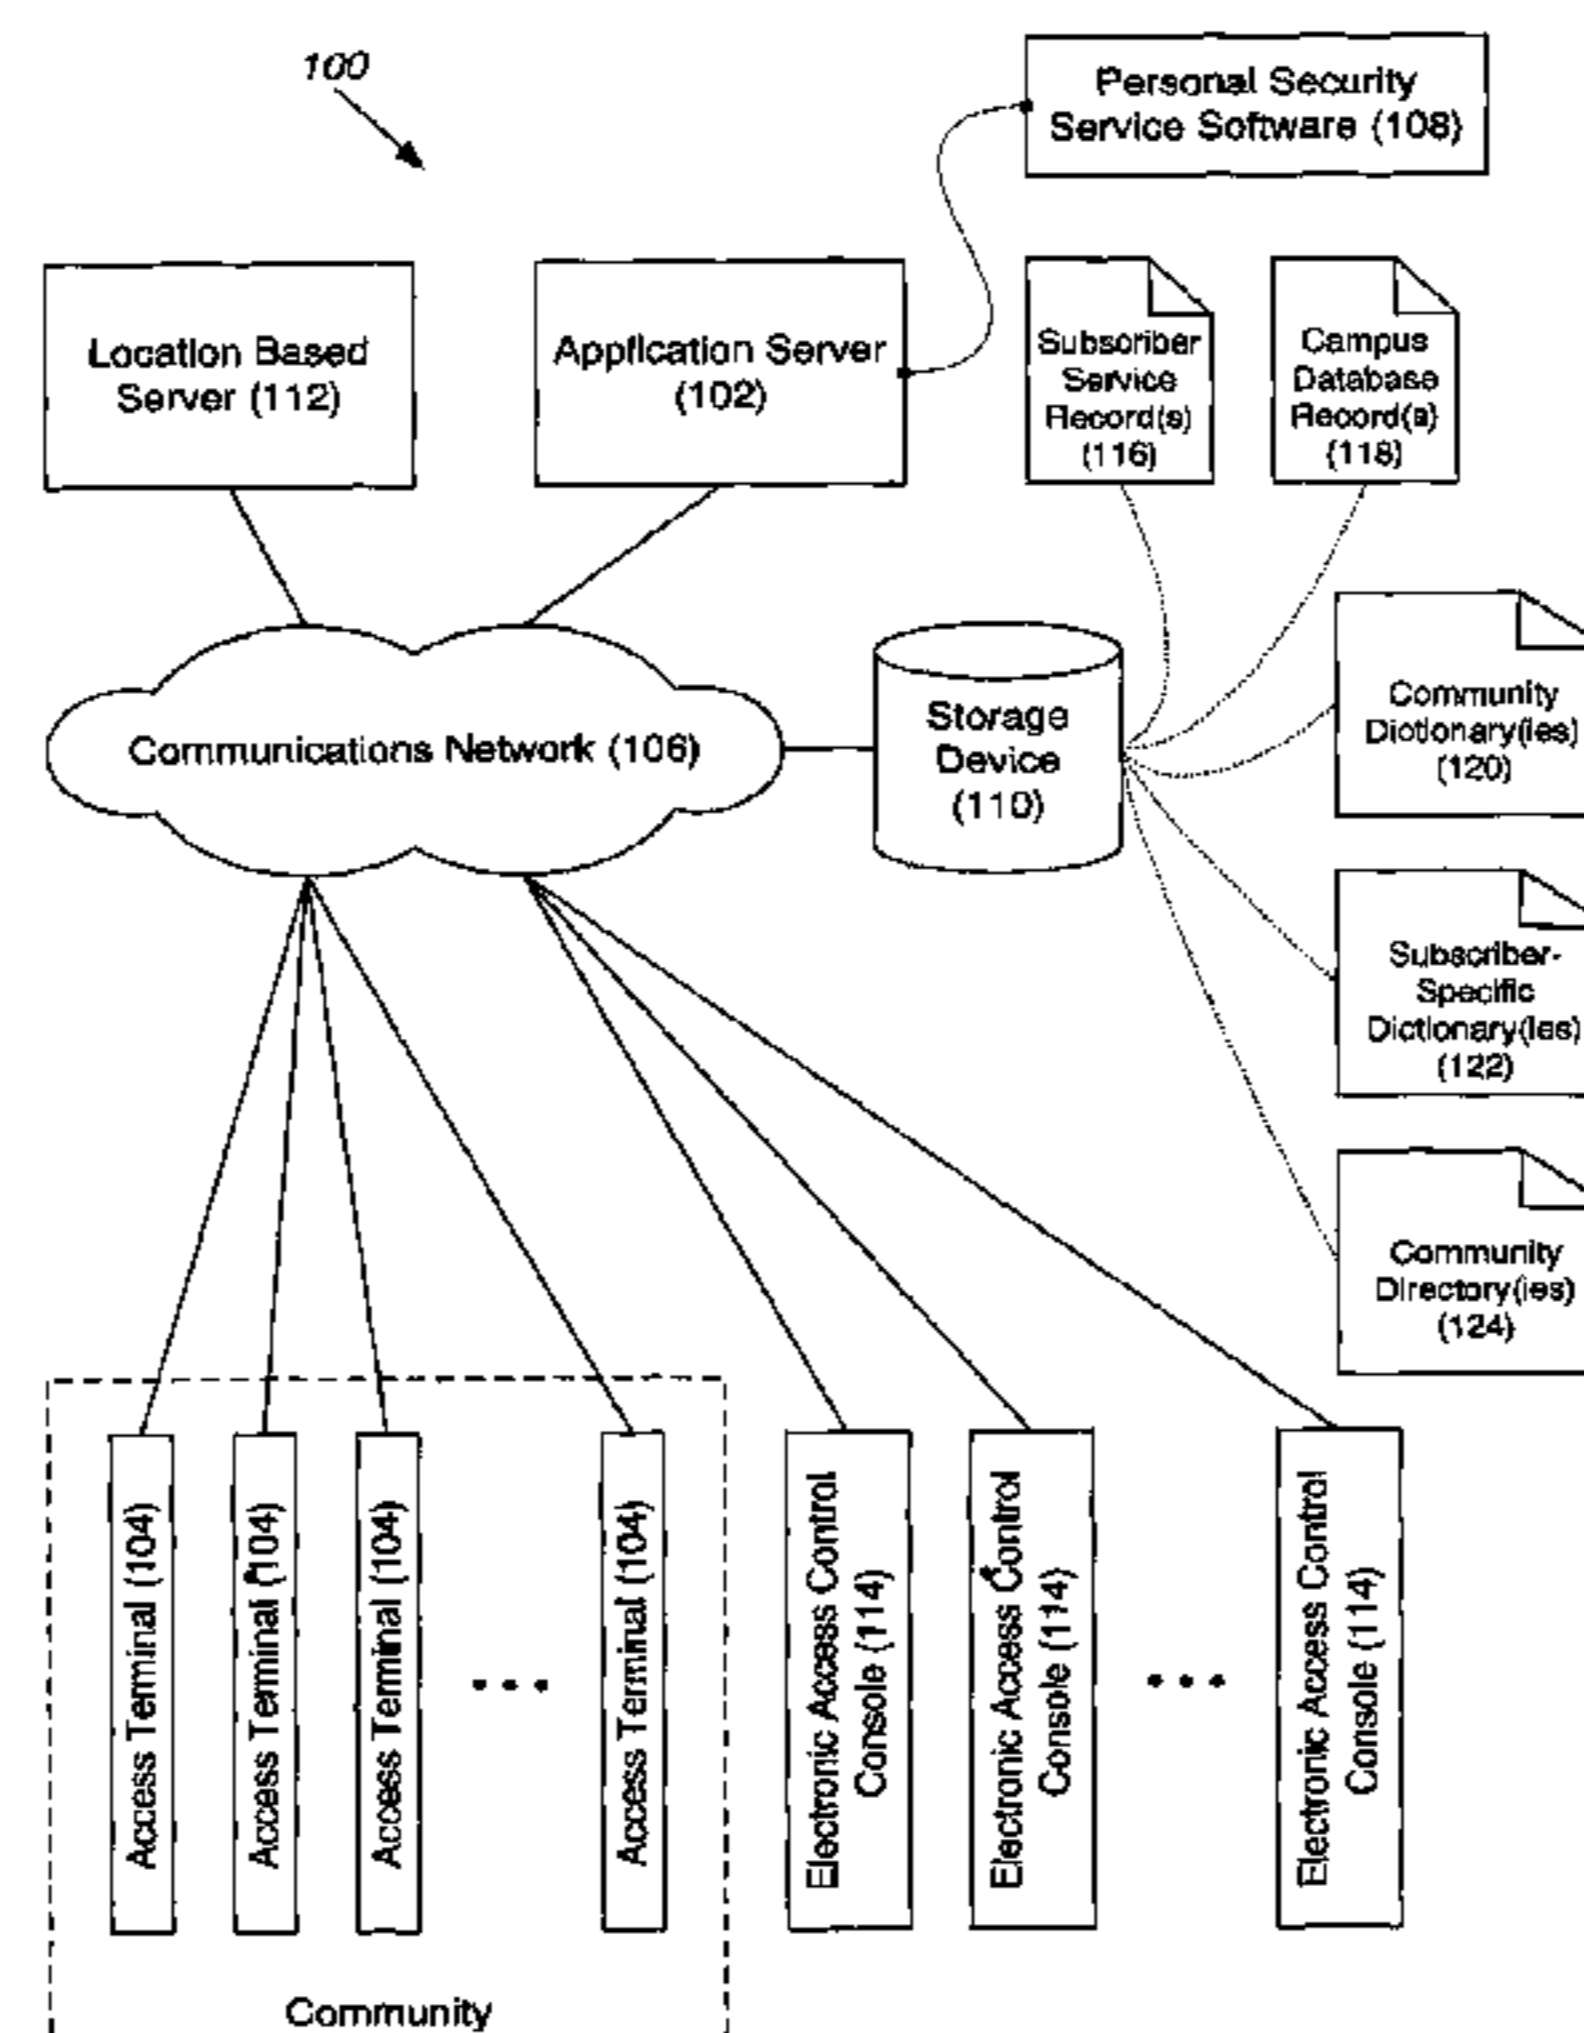 100
Personal Security
Service Software (108)
Location Based
Server (112)
Application Server
(102)
Subscriber
Service
Record(s)
(116)
Campus
Database
Record(s)
(118)
Communications Network (106)
Storage
Device
(110)
Community
Dictionary(ies)
(120)
Subscriber-
Specific
Dictionary(ies)
(122)
Community
Directory(ies)
(124)
Access Terminal (104)
Access Terminal (104)
Access Terminal (104)
• • •
Access Terminal (104)
Electronic Access Control
Console (114)
Electronic Access Control
Console (114)
• • •
Electronic Access Control
Console (114)
Community